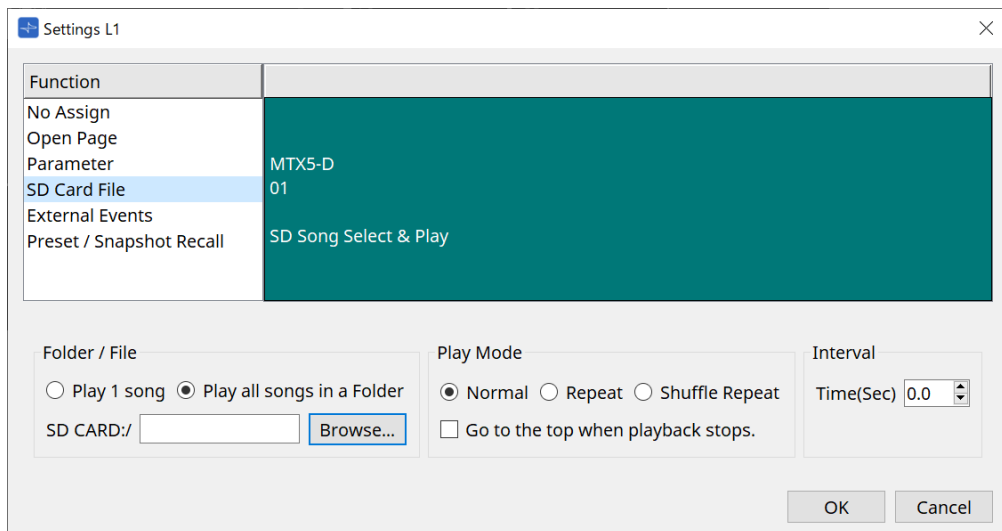 Settings L1
Function
No Assign
Open Page
Parameter
SD Card File
External Events
Preset / Snapshot Recall
MTX5-D
01
SD Song Select & Play
Folder / File
Play 1 song Play all songs in a Folder
SD CARD:/ Browse...
Play Mode
Normal Repeat Shuffle Repeat
Go to the top when playback stops.
Interval
Time(Sec) 0.0
OK Cancel